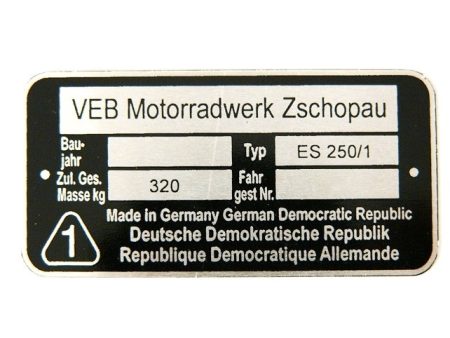 VEB Motorradwerk Zschopau
Bau-
jahr
Typ ES 250/1
Zul. Ges.
Masse kg 320
Fahr
gest Nr.
Made in Germany German Democratic Republic
1 Deutsche Demokratische Republik
Republique Democratique Allemande